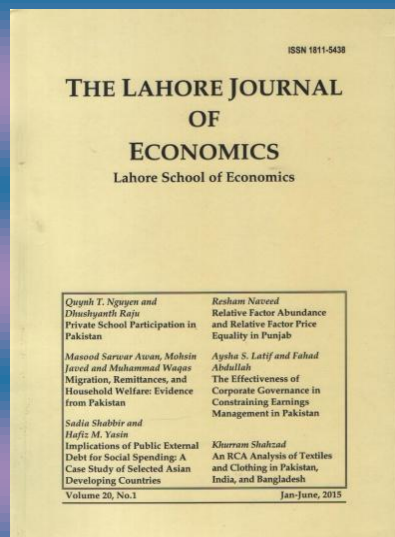 ISSN 1811-5438
THE LAHORE JOURNAL
OF
ECONOMICS
Lahore School of Economics
Quynh T. Nguyen and
Dhushyanth Raju
Private School Participation in
Pakistan
Masood Sarwar Awan, Mohsin
Javed and Muhammad Waqas
Migration, Remittances, and
Household Welfare: Evidence
from Pakistan
Sadia Shabbir and
Hafiz M. Yasin
Implications of Public External
Debt for Social Spending: A
Case Study of Selected Asian
Developing Countries
Resham Naveed
Relative Factor Abundance
and Relative Factor Price
Equality in Punjab
Aysha S. Latif and Fahad
Abdullah
The Effectiveness of
Corporate Governance in
Constraining Earnings
Management in Pakistan
Khurram Shahzad
An RCA Analysis of Textiles
and Clothing in Pakistan,
India, and Bangladesh
Volume 20, No.1
Jan-June, 2015